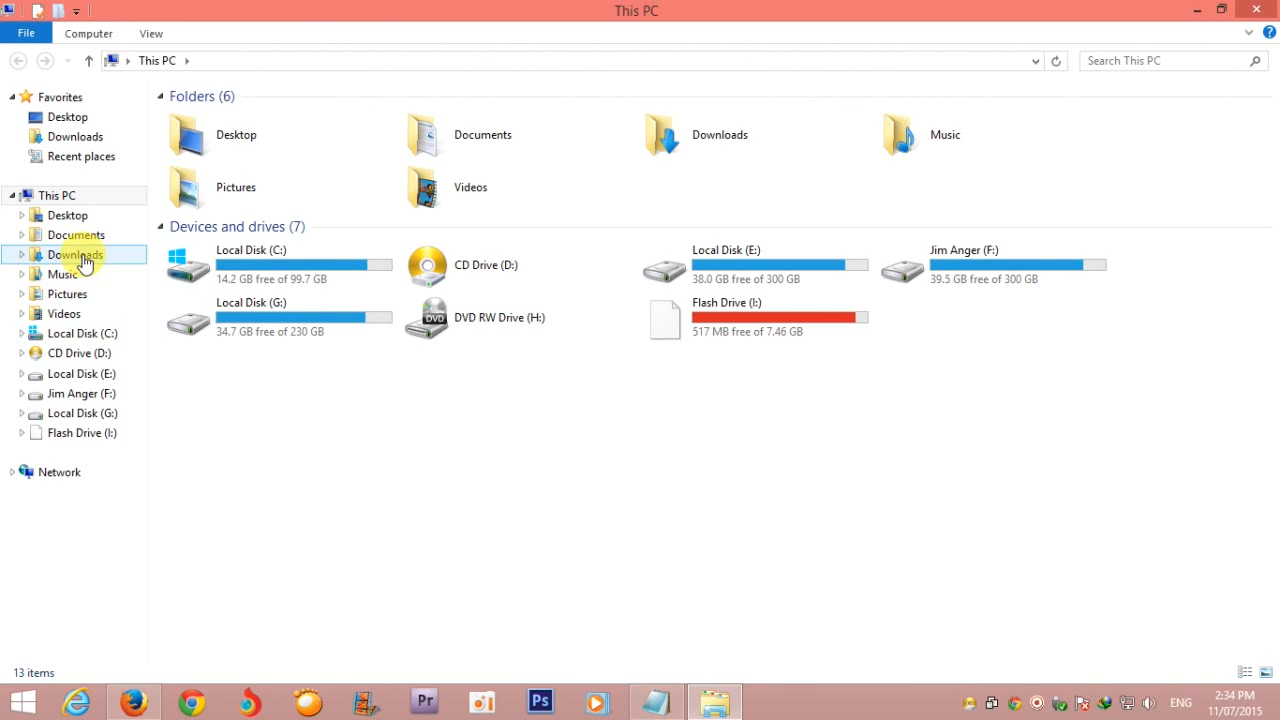 This PC
File Computer View
This PC
Search This PC
Favorites
Desktop
Downloads
Recent places
This PC
Desktop
Documents
Downloads
Music
Pictures
Videos
Local Disk (C:)
CD Drive (D:)
Local Disk (E:)
Jim Anger (F:)
Local Disk (G:)
Flash Drive (I:)
Network
Folders (6)
Desktop
Documents
Downloads
Music
Pictures
Videos
Devices and drives (7)
Local Disk (C:)
14.2 GB free of 99.7 GB
CD Drive (D:)
Local Disk (E:)
38.0 GB free of 300 GB
Jim Anger (F:)
39.5 GB free of 300 GB
Local Disk (G:)
34.7 GB free of 230 GB
DVD
DVD RW Drive (H:)
Flash Drive (I:)
517 MB free of 7.46 GB
13 items
Pr
Ps
ENG
2:34 PM
11/07/2015